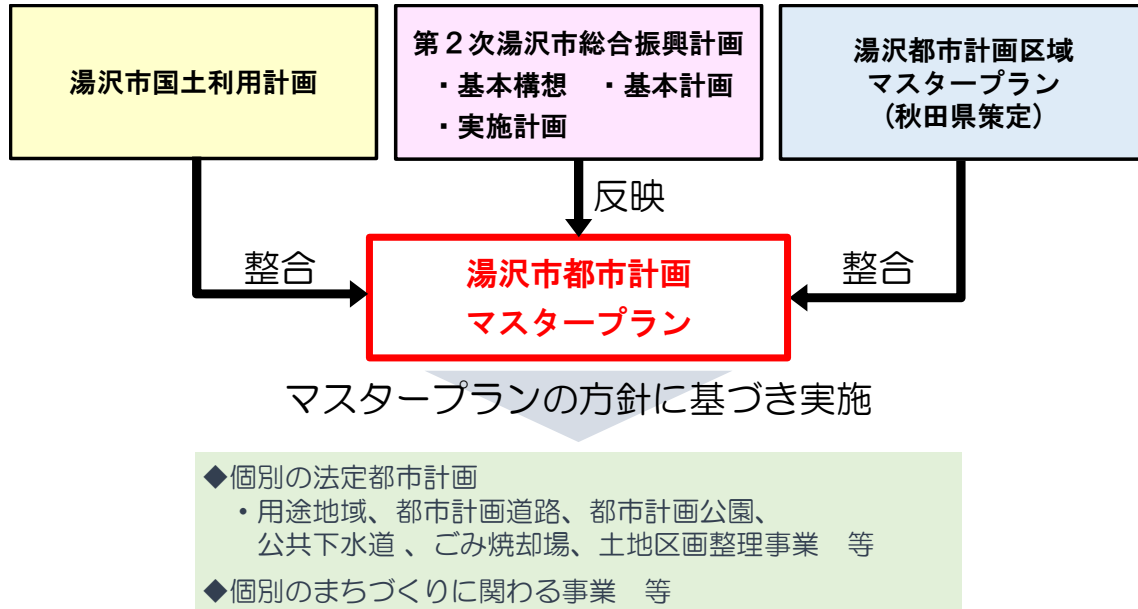 湯沢市国土利用計画
第2次湯沢市総合振興計画
・基本構想　・基本計画
・実施計画
湯沢都市計画区域
マスタープラン
(秋田県策定)
反映
整合
湯沢市都市計画
マスタープラン
整合
マスタープランの方針に基づき実施
◆個別の法定都市計画
・用途地域、都市計画道路、都市計画公園、
公共下水道 、ごみ焼却場、土地区画整理事業　等
◆個別のまちづくりに関わる事業　等